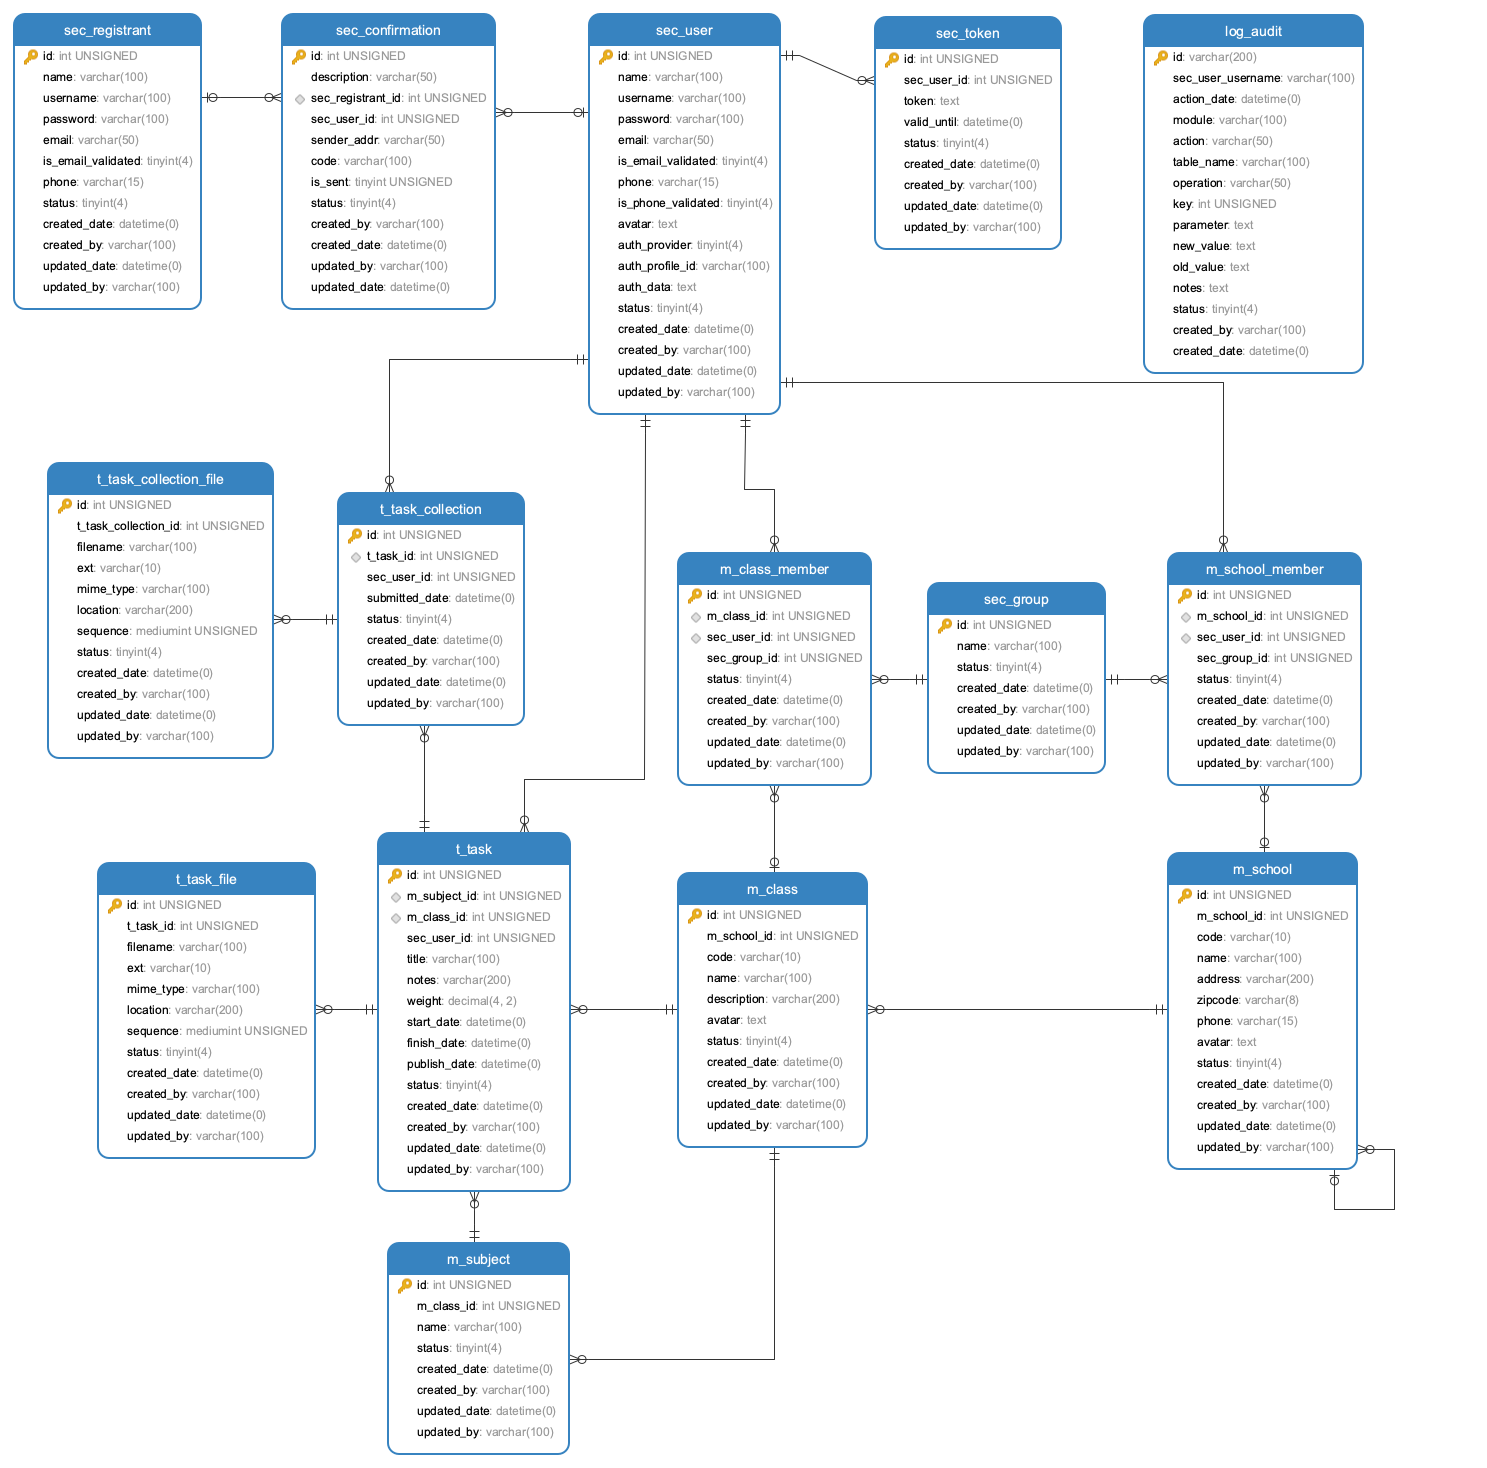 sec_registrant
id: int UNSIGNED
name: varchar(100)
username: varchar(100)
password: varchar(100)
email: varchar(50)
is_email_validated: tinyint(4)
phone: varchar(15)
status: tinyint(4)
created_date: datetime(0)
created_by: varchar(100)
updated_date: datetime(0)
updated_by: varchar(100)
sec_confirmation
id: int UNSIGNED
description: varchar(50)
sec_registrant_id: int UNSIGNED
sec_user_id: int UNSIGNED
sender_addr: varchar(50)
code: varchar(100)
is_sent: tinyint UNSIGNED
status: tinyint(4)
created_by: varchar(100)
created_date: datetime(0)
updated_by: varchar(100)
updated_date: datetime(0)
sec_user
id: int UNSIGNED
name: varchar(100)
username: varchar(100)
password: varchar(100)
email: varchar(50)
is_email_validated: tinyint(4)
phone: varchar(15)
is_phone_validated: tinyint(4)
avatar: text
auth_provider: tinyint(4)
auth_profile_id: varchar(100)
auth_data: text
status: tinyint(4)
created_date: datetime(0)
created_by: varchar(100)
updated_date: datetime(0)
updated_by: varchar(100)
sec_token
id: int UNSIGNED
sec_user_id: int UNSIGNED
token: text
valid_until: datetime(0)
status: tinyint(4)
created_date: datetime(0)
created_by: varchar(100)
updated_date: datetime(0)
updated_by: varchar(100)
log_audit
id: varchar(200)
sec_user_username: varchar(100)
action_date: datetime(0)
module: varchar(100)
action: varchar(50)
table_name: varchar(100)
operation: varchar(50)
key: int UNSIGNED
parameter: text
new_value: text
old_value: text
notes: text
status: tinyint(4)
created_by: varchar(100)
created_date: datetime(0)
t_task_collection_file
id: int UNSIGNED
t_task_collection_id: int UNSIGNED
filename: varchar(100)
ext: varchar(10)
mime_type: varchar(100)
location: varchar(200)
sequence: mediumint UNSIGNED
status: tinyint(4)
created_date: datetime(0)
created_by: varchar(100)
updated_date: datetime(0)
updated_by: varchar(100)
t_task_collection
id: int UNSIGNED
t_task_id: int UNSIGNED
sec_user_id: int UNSIGNED
submitted_date: datetime(0)
status: tinyint(4)
created_date: datetime(0)
created_by: varchar(100)
updated_date: datetime(0)
updated_by: varchar(100)
m_class_member
id: int UNSIGNED
m_class_id: int UNSIGNED
sec_user_id: int UNSIGNED
sec_group_id: int UNSIGNED
status: tinyint(4)
created_date: datetime(0)
created_by: varchar(100)
updated_date: datetime(0)
updated_by: varchar(100)
sec_group
id: int UNSIGNED
name: varchar(100)
status: tinyint(4)
created_date: datetime(0)
created_by: varchar(100)
updated_date: datetime(0)
updated_by: varchar(100)
m_school_member
id: int UNSIGNED
m_school_id: int UNSIGNED
sec_user_id: int UNSIGNED
sec_group_id: int UNSIGNED
status: tinyint(4)
created_date: datetime(0)
created_by: varchar(100)
updated_date: datetime(0)
updated_by: varchar(100)
t_task_file
id: int UNSIGNED
t_task_id: int UNSIGNED
filename: varchar(100)
ext: varchar(10)
mime_type: varchar(100)
location: varchar(200)
sequence: mediumint UNSIGNED
status: tinyint(4)
created_date: datetime(0)
created_by: varchar(100)
updated_date: datetime(0)
updated_by: varchar(100)
t_task
id: int UNSIGNED
m_subject_id: int UNSIGNED
m_class_id: int UNSIGNED
sec_user_id: int UNSIGNED
title: varchar(100)
notes: varchar(200)
weight: decimal(4, 2)
start_date: datetime(0)
finish_date: datetime(0)
publish_date: datetime(0)
status: tinyint(4)
created_date: datetime(0)
created_by: varchar(100)
updated_date: datetime(0)
updated_by: varchar(100)
m_class
id: int UNSIGNED
m_school_id: int UNSIGNED
code: varchar(10)
name: varchar(100)
description: varchar(200)
avatar: text
status: tinyint(4)
created_date: datetime(0)
created_by: varchar(100)
updated_date: datetime(0)
updated_by: varchar(100)
m_school
id: int UNSIGNED
m_school_id: int UNSIGNED
code: varchar(10)
name: varchar(100)
address: varchar(200)
zipcode: varchar(8)
phone: varchar(15)
avatar: text
status: tinyint(4)
created_date: datetime(0)
created_by: varchar(100)
updated_date: datetime(0)
updated_by: varchar(100)
m_subject
id: int UNSIGNED
m_class_id: int UNSIGNED
name: varchar(100)
status: tinyint(4)
created_date: datetime(0)
created_by: varchar(100)
updated_date: datetime(0)
updated_by: varchar(100)